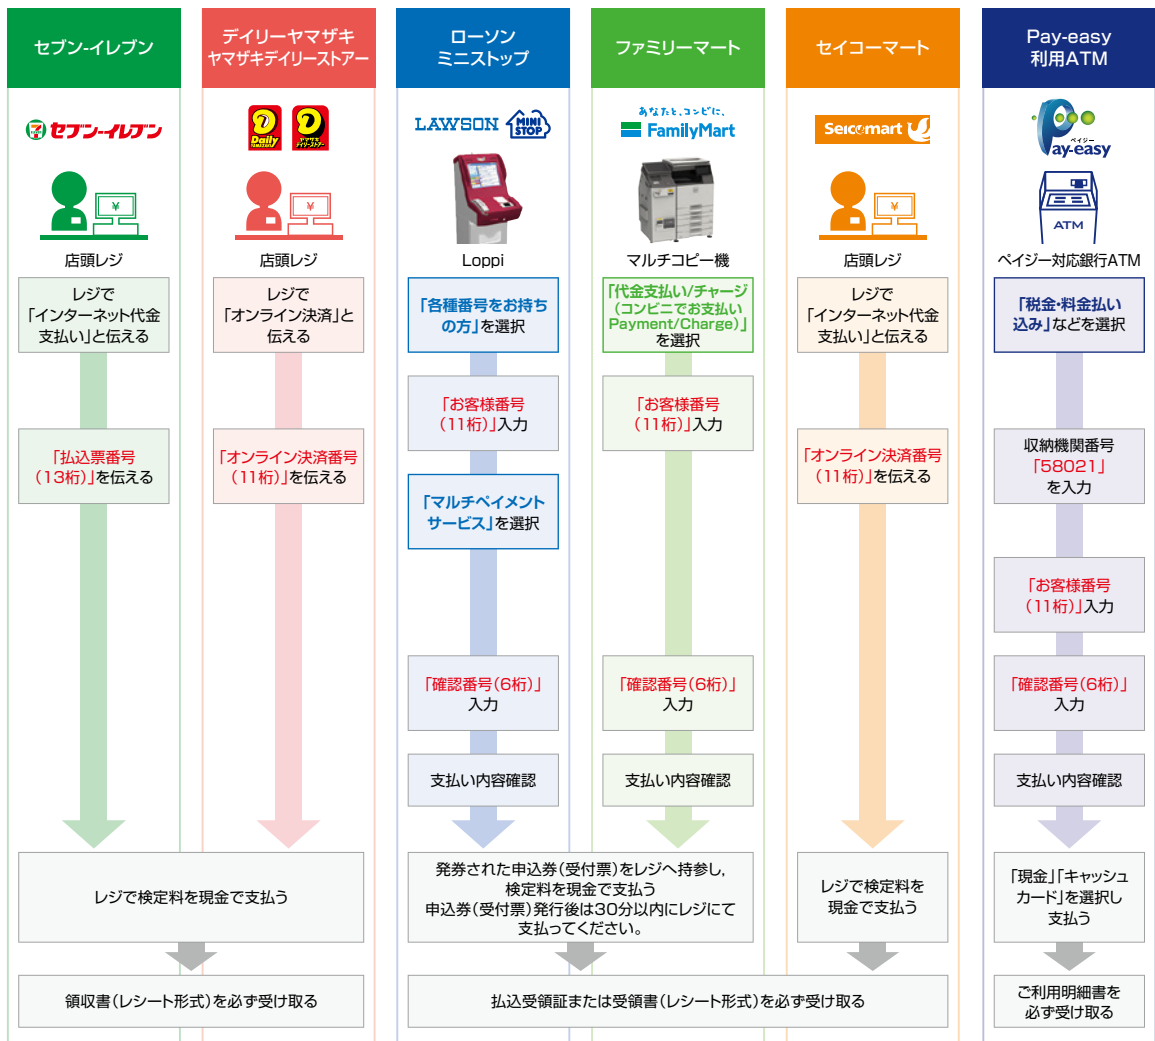 セブン-イレブン
デイリーヤマザキ
ヤマザキデイリーストアー
ローソン
ミニストップ
ファミリーマート
セイコーマート
Pay-easy
利用ATM
セブン-イレブン
Daily
YAMAZAKI
ヤマザキ
デイリーストアー
LAWSON
MINI
STOP
あなたと、コンビに、
FamilyMart
Seicomart
ペイジー
Pay-easy
¥
¥
¥
ATM
店頭レジ
店頭レジ
Loppi
マルチコピー機
店頭レジ
ペイジー対応銀行ATM
レジで
「インターネット代金
支払い」と伝える
「払込票番号
（13桁）」を伝える
レジで
「オンライン決済」と
伝える
「オンライン決済番号
（11桁）」を伝える
「各種番号をお持ち
の方」を選択
「お客様番号
（11桁）」入力
「マルチペイメント
サービス」を選択
「確認番号（6桁）」
入力
支払い内容確認
「代金支払い/チャージ
（コンビニでお支払い
Payment/Charge）」
を選択
「お客様番号
（11桁）」入力
「確認番号（6桁）」
入力
支払い内容確認
レジで
「インターネット代金
支払い」と伝える
「オンライン決済番号
（11桁）」を伝える
「税金・料金払い
込み」などを選択
収納機関番号
「58021」
を入力
「お客様番号
（11桁）」入力
「確認番号（6桁）」
入力
支払い内容確認
レジで検定料を現金で支払う
発券された申込券（受付票）をレジへ持参し，
検定料を現金で支払う
申込券（受付票）発行後は30分以内にレジにて
支払ってください。
レジで検定料を
現金で支払う
「現金」「キャッシュ
カード」を選択し
支払う
領収書（レシート形式）を必ず受け取る
払込受領証または受領書（レシート形式）を必ず受け取る
ご利用明細書を
必ず受け取る